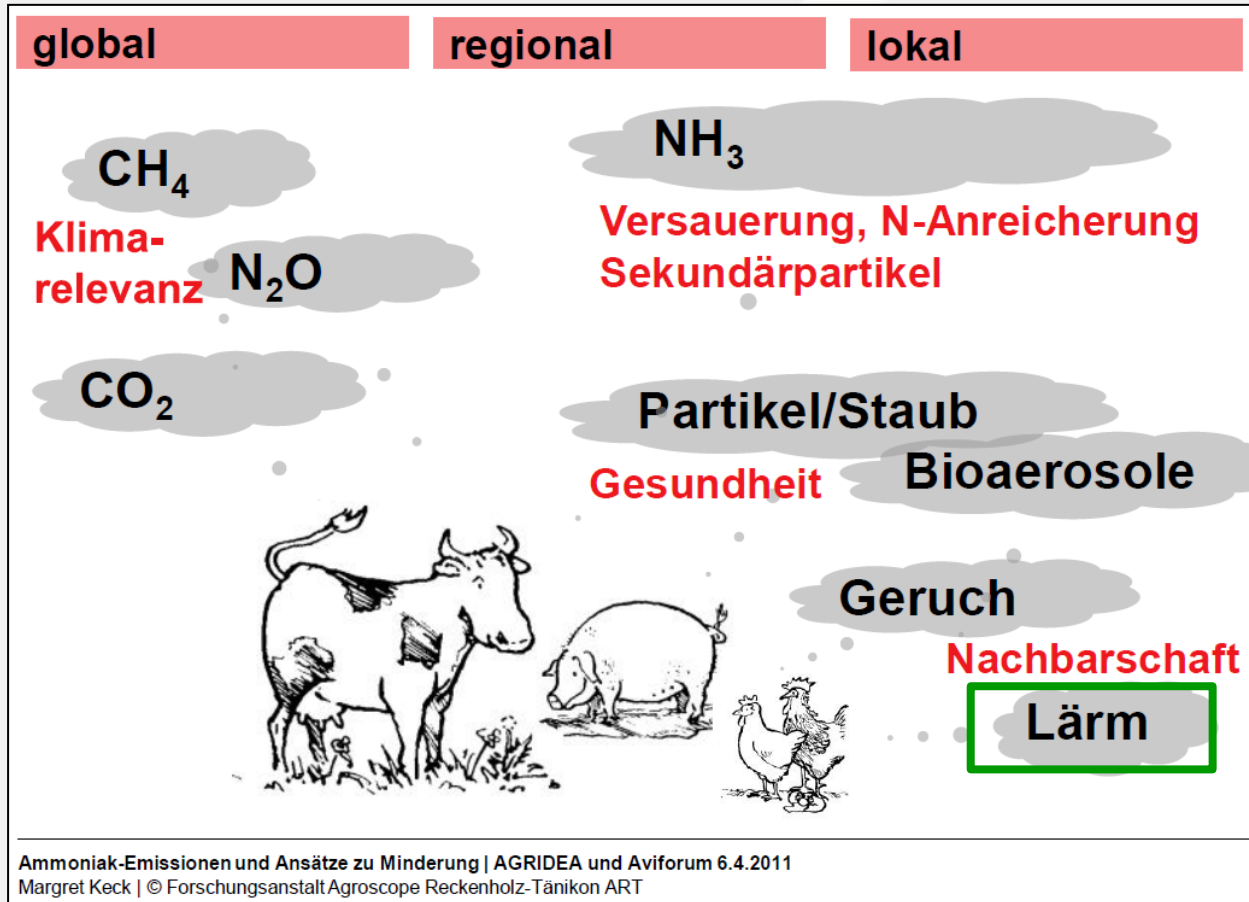 global
regional
lokal
CH₄
NH₃
Klima-
relevanz
N₂O
Versauerung, N-Anreicherung
Sekundärpartikel
CO₂
Partikel/Staub
Gesundheit
Bioaerosole
Geruch
Nachbarschaft
Lärm
Ammoniak-Emissionen und Ansätze zu Minderung | AGRIDEA und Aviforum 6.4.2011
Margret Keck | © Forschungsanstalt Agroscope Reckenholz-Tänikon ART